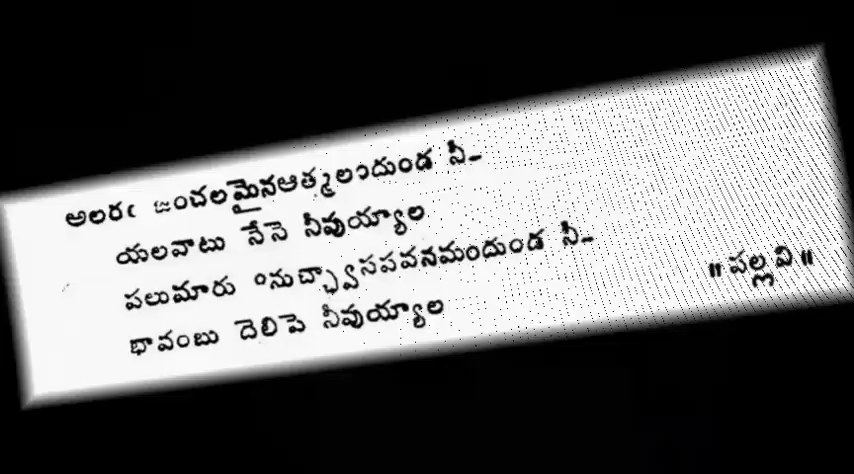 అలరఁ జంచలమైనఆత్మలందుండ నీ-
యలవాటు నేసె నీవుయ్యాల
పలుమారు నుచ్ఛ్వాసపవనమందుండ నీ-
భావంబు దెలిపె నీవుయ్యాల
॥ పల్లవి ॥